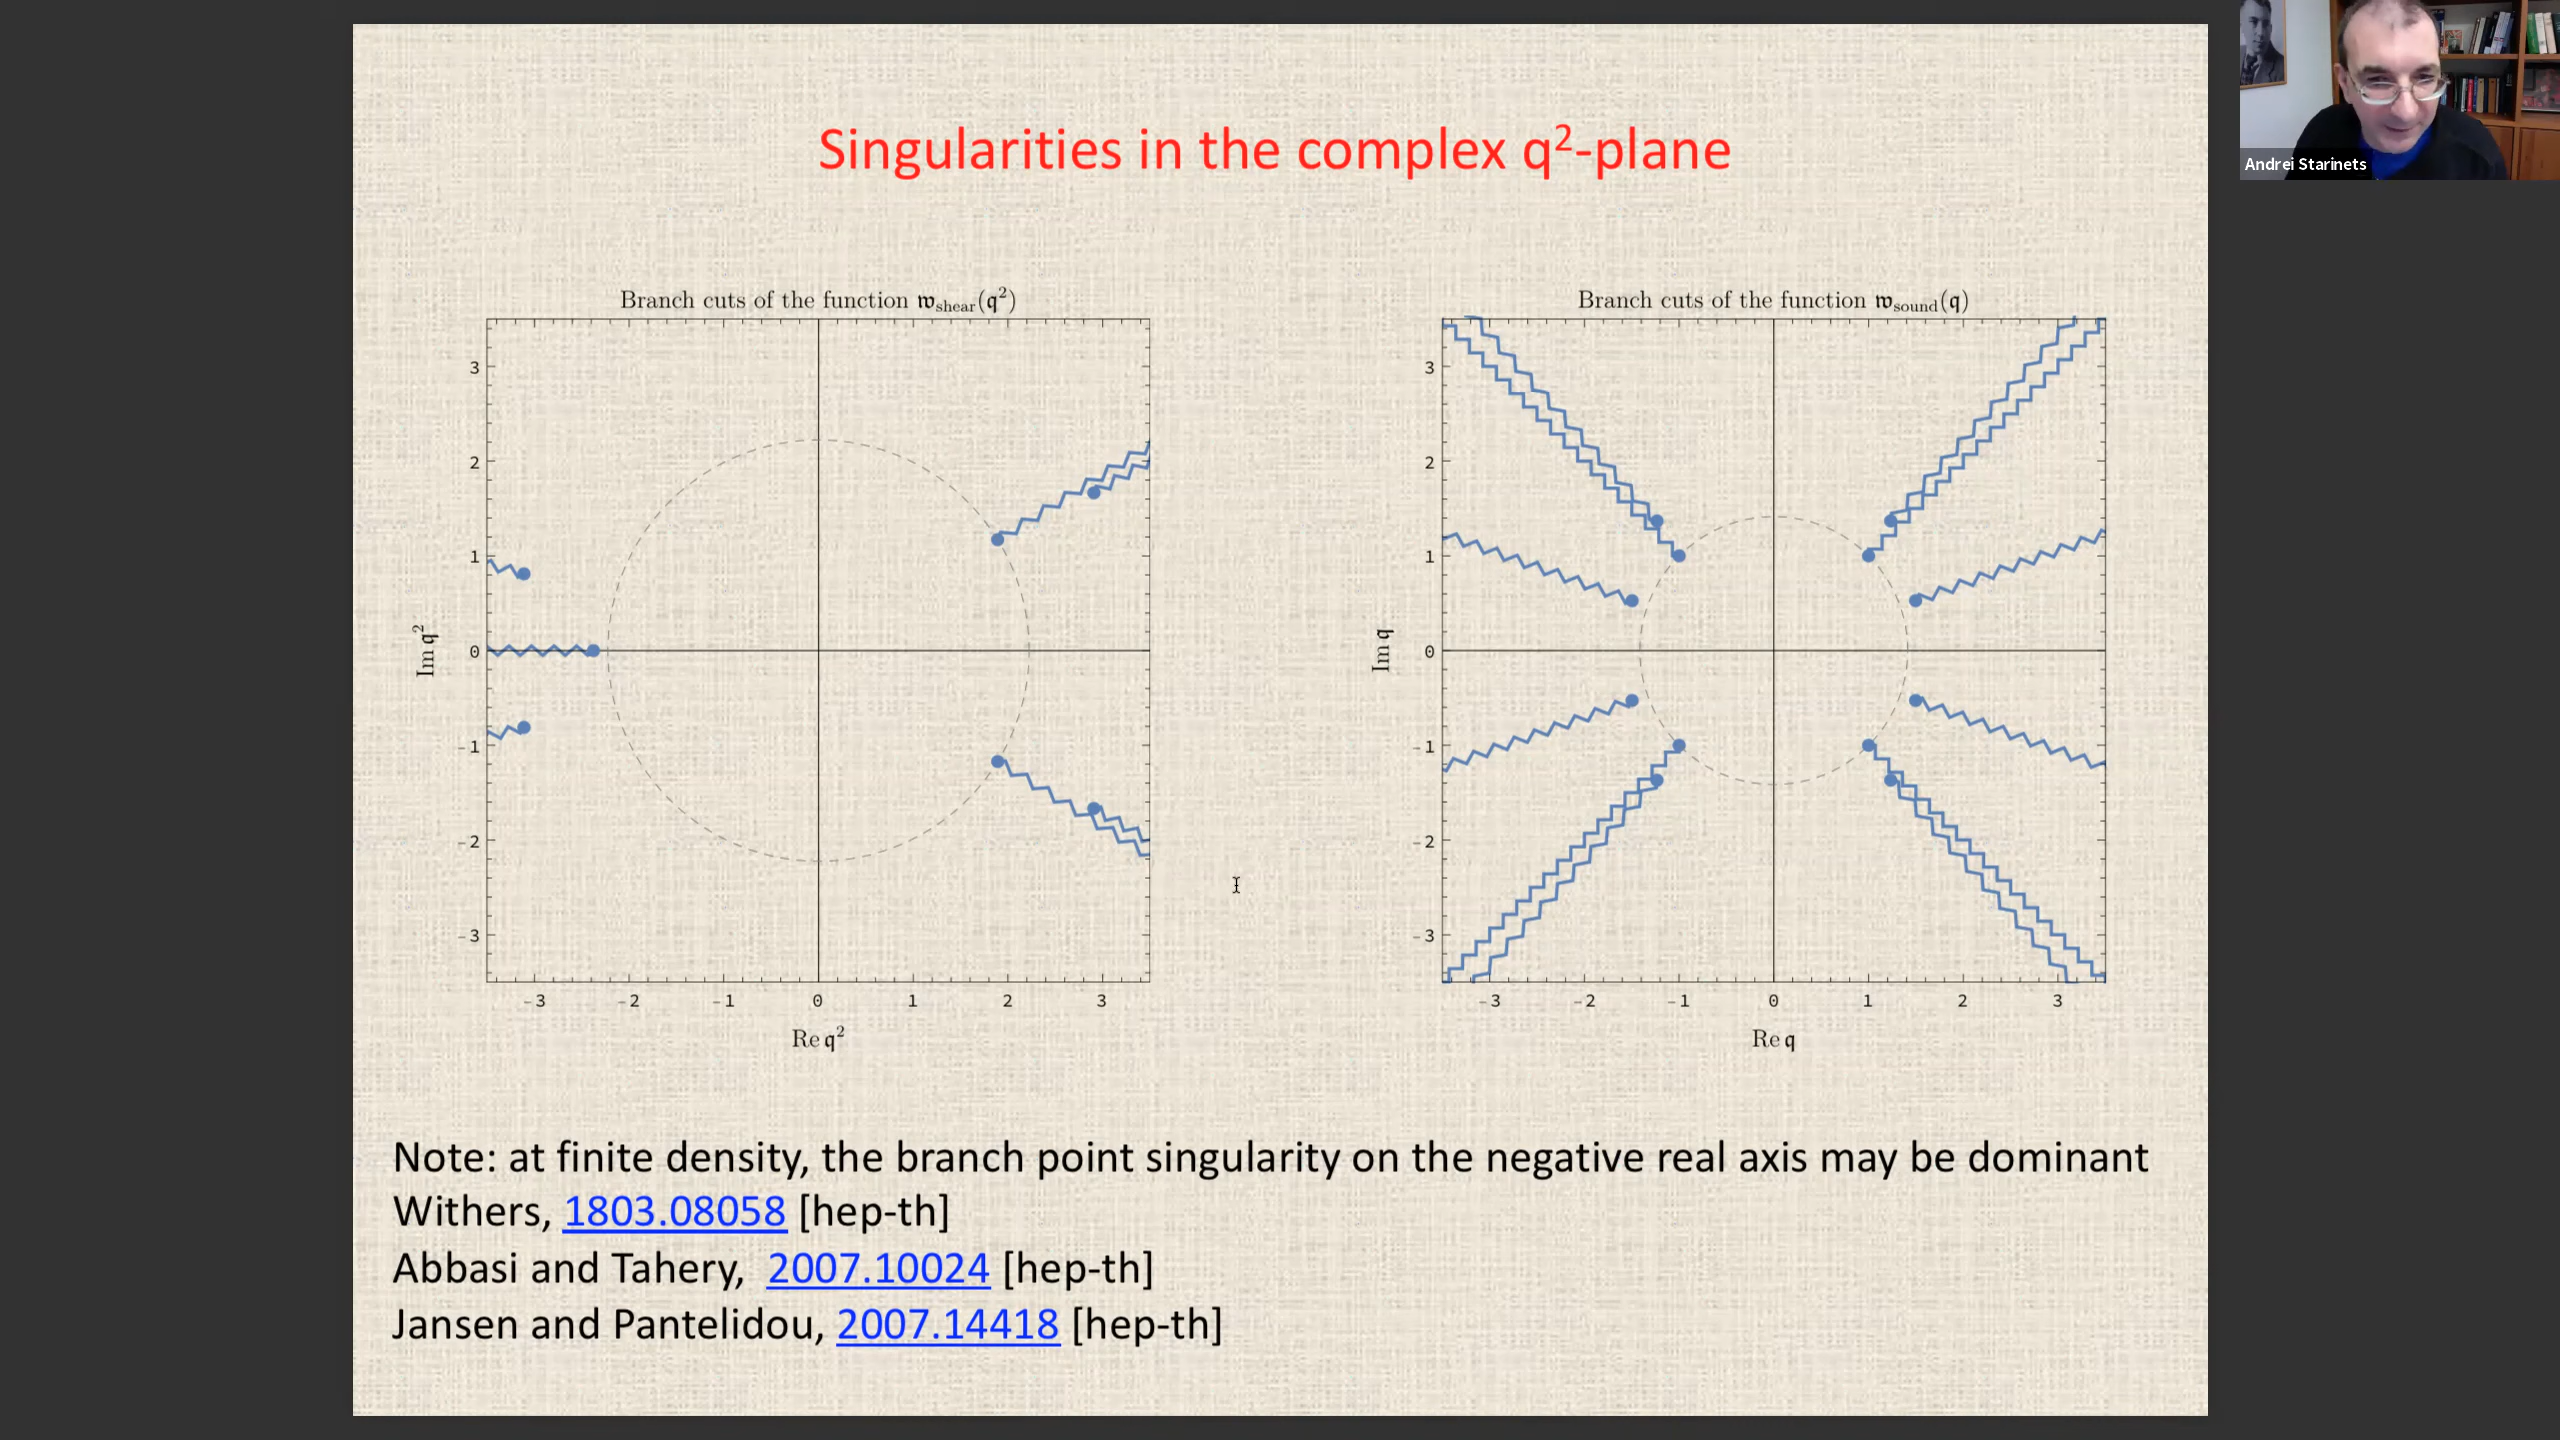 Singularities in the complex q²-plane
Andrei Starinets
Branch cuts of the function 𝔴shear(𝔮²)
3
2
1
0
-1
-2
-3
Im 𝔮²
-3 -2 -1 0 1 2 3
Re 𝔮²
Branch cuts of the function 𝔴sound(𝔮)
3
2
1
0
-1
-2
-3
Im 𝔮
-3 -2 -1 0 1 2 3
Re 𝔮
Note: at finite density, the branch point singularity on the negative real axis may be dominant
Withers, 1803.08058 [hep-th]
Abbasi and Tahery, 2007.10024 [hep-th]
Jansen and Pantelidou, 2007.14418 [hep-th]